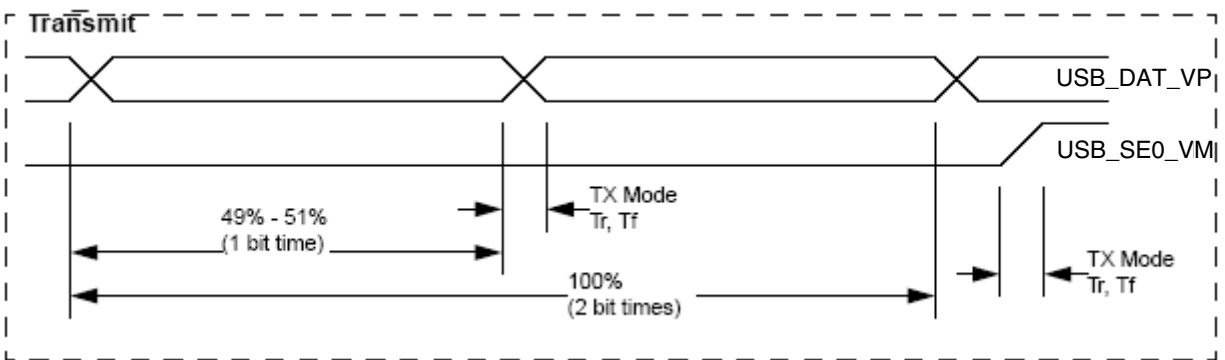 Transmit
USB_DAT_VP
USB_SE0_VM
TX Mode
Tr, Tf
49% - 51%
(1 bit time)
TX Mode
Tr, Tf
100%
(2 bit times)